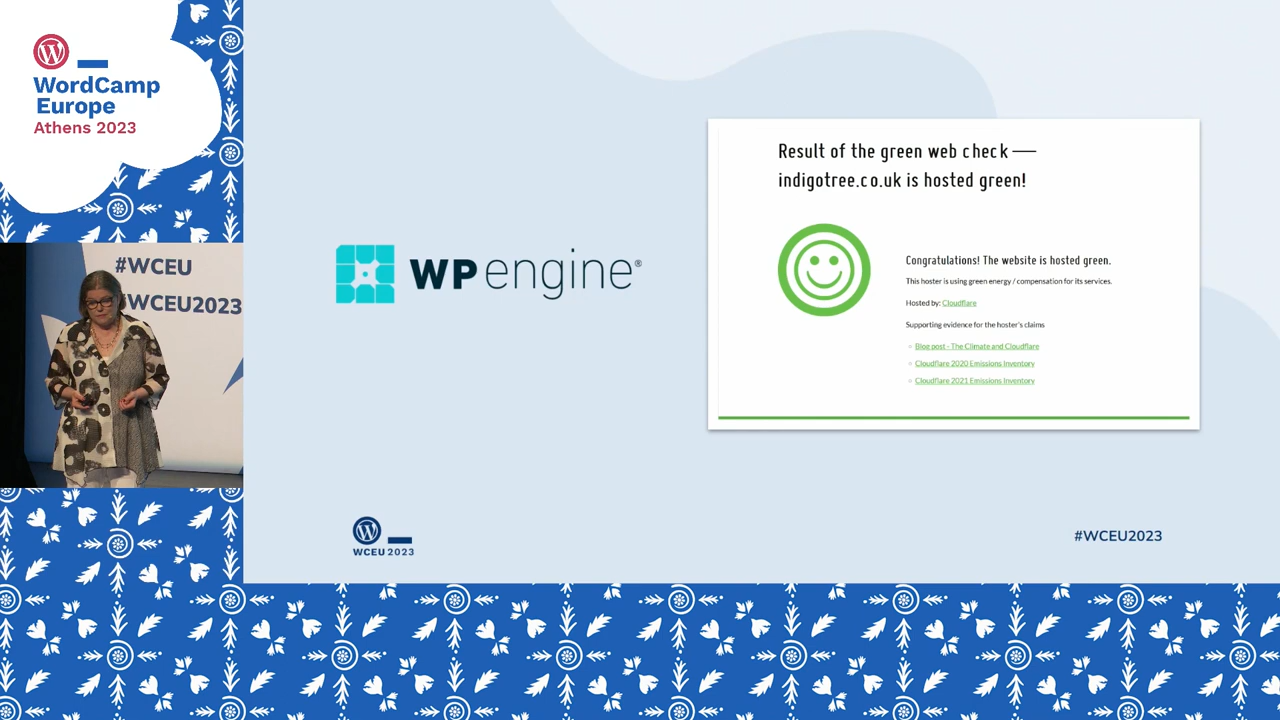 WordCamp
Europe
Athens 2023
#WCEU
#WCEU2023
WPengine®
Result of the green web check —
indigotree.co.uk is hosted green!
Congratulations! The website is hosted green.
This hoster is using green energy / compensation for its services.
Hosted by: Cloudflare
Supporting evidence for the hoster's claims
Blog post - The Climate and Cloudflare
Cloudflare 2020 Emissions Inventory
Cloudflare 2021 Emissions Inventory
WCEU 2023
#WCEU2023